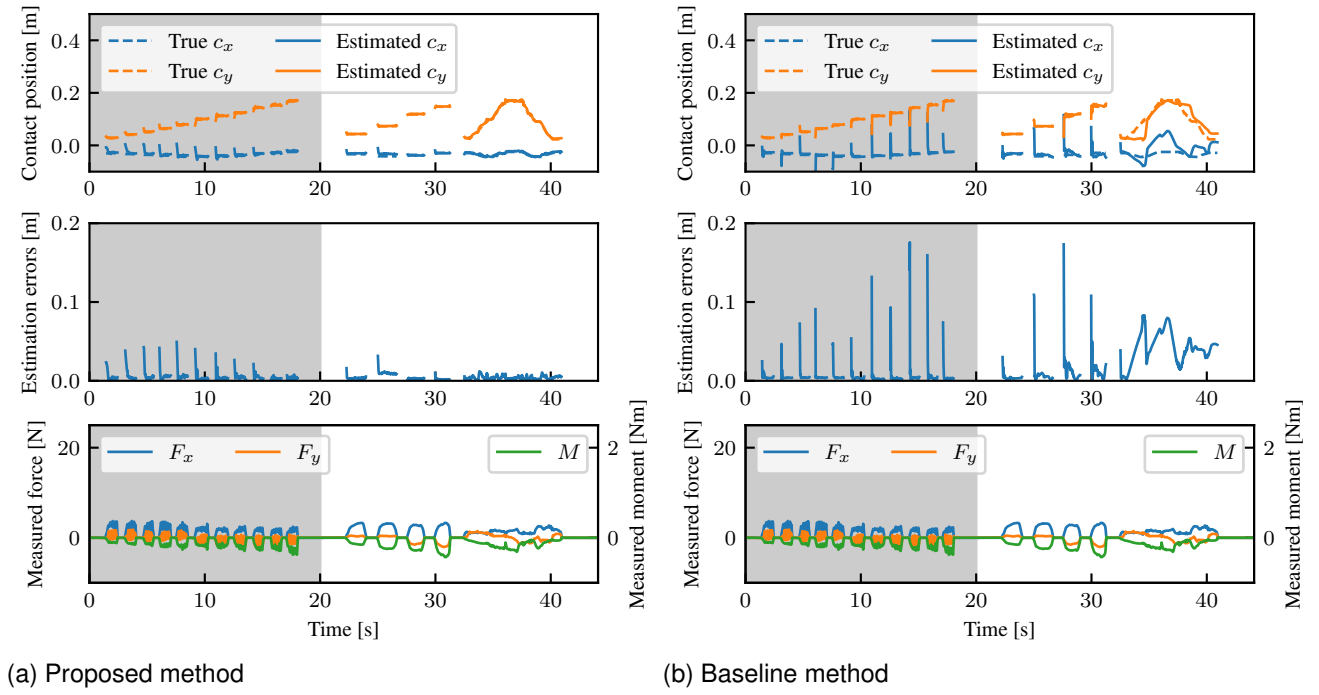 Contact position [m]
0.4
0.2
0.0
True c_x
Estimated c_x
True c_y
Estimated c_y
0
10
20
30
40
Estimation errors [m]
0.2
0.1
0.0
0
10
20
30
40
Measured force [N]
20
0
F_x
F_y
M
2
0
Measured moment [Nm]
0
10
20
30
40
Time [s]
(a) Proposed method
Contact position [m]
0.4
0.2
0.0
True c_x
Estimated c_x
True c_y
Estimated c_y
0
10
20
30
40
Estimation errors [m]
0.2
0.1
0.0
0
10
20
30
40
Measured force [N]
20
0
F_x
F_y
M
2
0
Measured moment [Nm]
0
10
20
30
40
Time [s]
(b) Baseline method